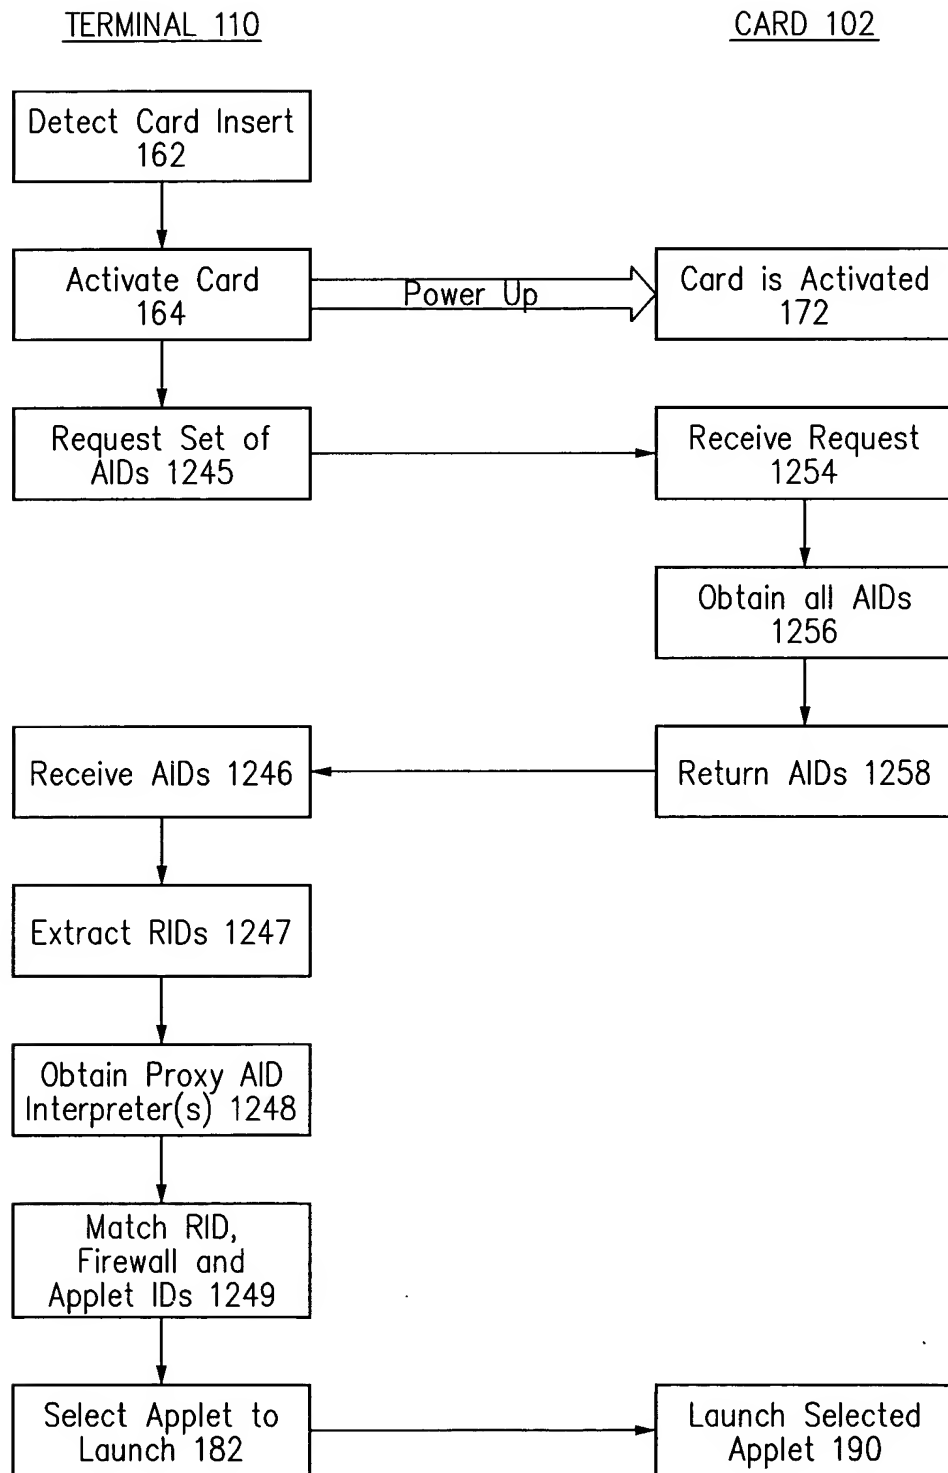 TERMINAL 110
CARD 102
Detect Card Insert
162
Activate Card
164
Power Up
Card is Activated
172
Request Set of
AIDs 1245
Receive Request
1254
Obtain all AIDs
1256
Receive AIDs 1246
Return AIDs 1258
Extract RIDs 1247
Obtain Proxy AID
Interpreter(s) 1248
Match RID,
Firewall and
Applet IDs 1249
Select Applet to
Launch 182
Launch Selected
Applet 190